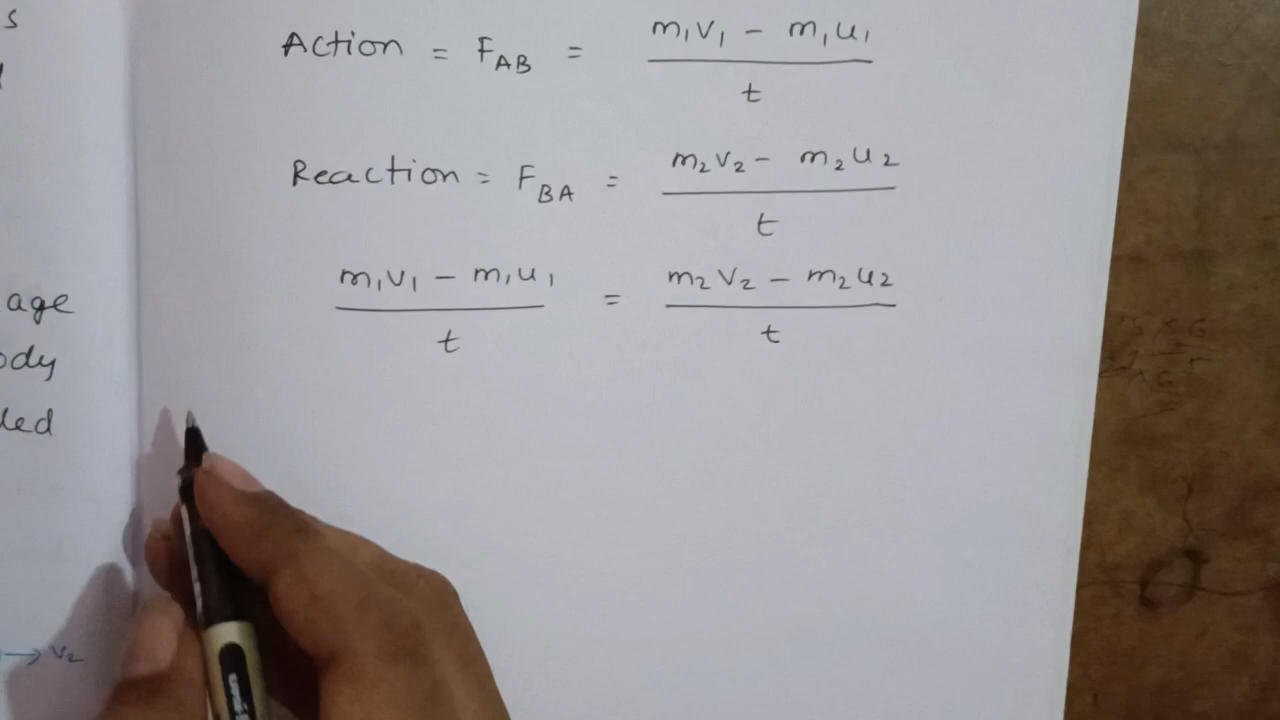 s
Action = F_AB = m₁v₁ - m₁u₁ / t
Reaction = F_BA = m₂v₂ - m₂u₂ / t
m₁v₁ - m₁u₁ / t = m₂v₂ - m₂u₂ / t
age
ody
led
→ v₂